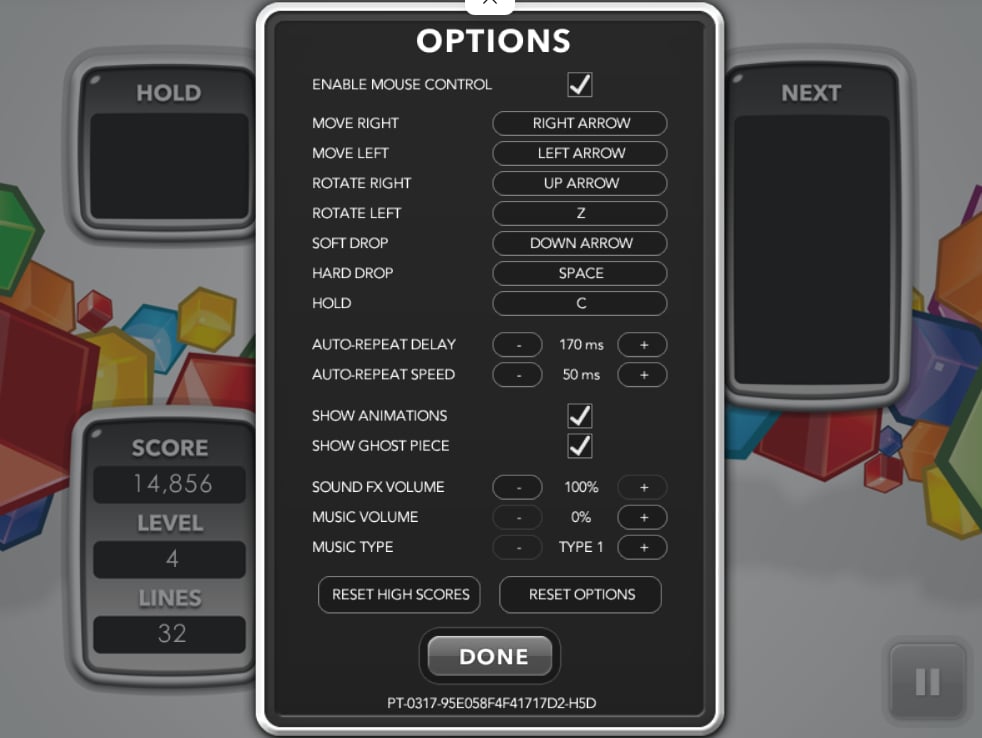 OPTIONS
HOLD
NEXT
ENABLE MOUSE CONTROL
MOVE RIGHT RIGHT ARROW
MOVE LEFT LEFT ARROW
ROTATE RIGHT UP ARROW
ROTATE LEFT Z
SOFT DROP DOWN ARROW
HARD DROP SPACE
HOLD C
AUTO-REPEAT DELAY - 170 ms +
AUTO-REPEAT SPEED - 50 ms +
SHOW ANIMATIONS
SHOW GHOST PIECE
SOUND FX VOLUME - 100% +
MUSIC VOLUME - 0% +
MUSIC TYPE - TYPE 1 +
RESET HIGH SCORES RESET OPTIONS
DONE
PT-0317-95E058F4F41717D2-H5D
SCORE
14,856
LEVEL
4
LINES
32